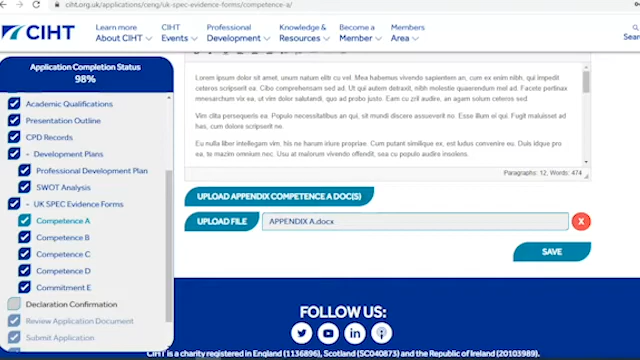 ciht.org.uk/applications/ceng/uk-spec-evidence-forms/competence-a/
CIHT
Learn more
About CIHT
CIHT
Events
Professional
Development
Knowledge &
Resources
Become a
Member
Members
Area
Application Completion Status
98%
Academic Qualifications
Presentation Outline
CPD Records
- Development Plans
Professional Development Plan
SWOT Analysis
- UK SPEC Evidence Forms
Competence A
Competence B
Competence C
Competence D
Commitment E
Declaration Confirmation
Review Application Document
Submit Application
Lorem ipsum dolor sit amet, unum natum elitr cu vel. Mea habemus vivendo sapientem an, cum ex enim nibh, qui impedit
ceteros scripserit ea. Cibo comprehensam sed ad. Ut qui autem detraxit, nibh molestie quaerendum mel ad. Facete pertinax
mnesarchum vix ea, ut vim dolor salutandi, quo ad probo justo. Eam cu zril audire, an agam solum ceteros sed
Vim clita persequeris ea. Populo necessitatibus an qui, sit mundi discere assueverit no. Esse illum ei qui. Fugit maluisset ad
has, cum dolore scripserit ne.
Eu nulla liber intellegam vim, his ne harum iriure propriae. Cum putant similique ex, est ludus convenire eu. Duis idque pro
ea, te mazim omnec. Usu at malorum vivendo offendit, sea cu populo audire insolens.
Paragraphs: 12, Words: 474
UPLOAD APPENDIX COMPETENCE A DOC(S)
UPLOAD FILE
APPENDIX A.docx
X
SAVE
FOLLOW US:
CIHT is a charity registered in England (1136896), Scotland (SC040873) and the Republic of Ireland (20103989).